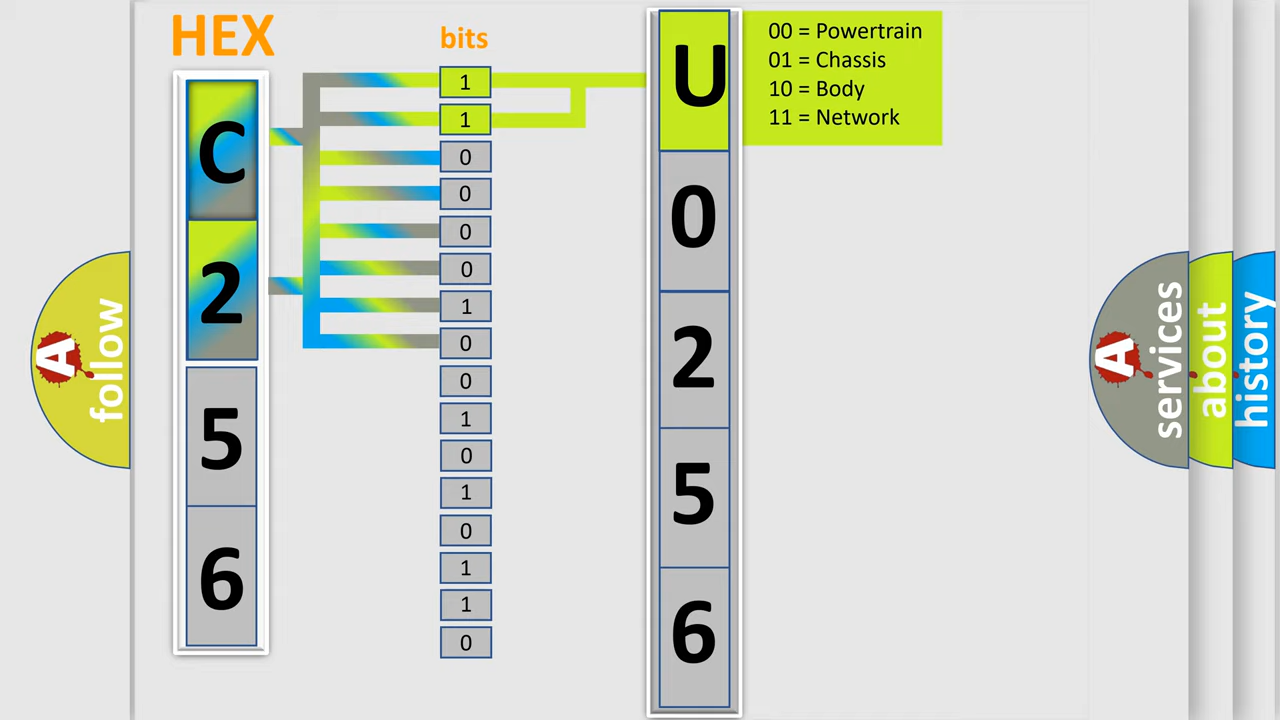 HEX
bits
C
2
5
6
1
1
0
0
0
0
1
0
0
1
0
1
0
1
1
0
U
0
2
5
6
00 = Powertrain
01 = Chassis
10 = Body
11 = Network
A
follow
A
services
about
history